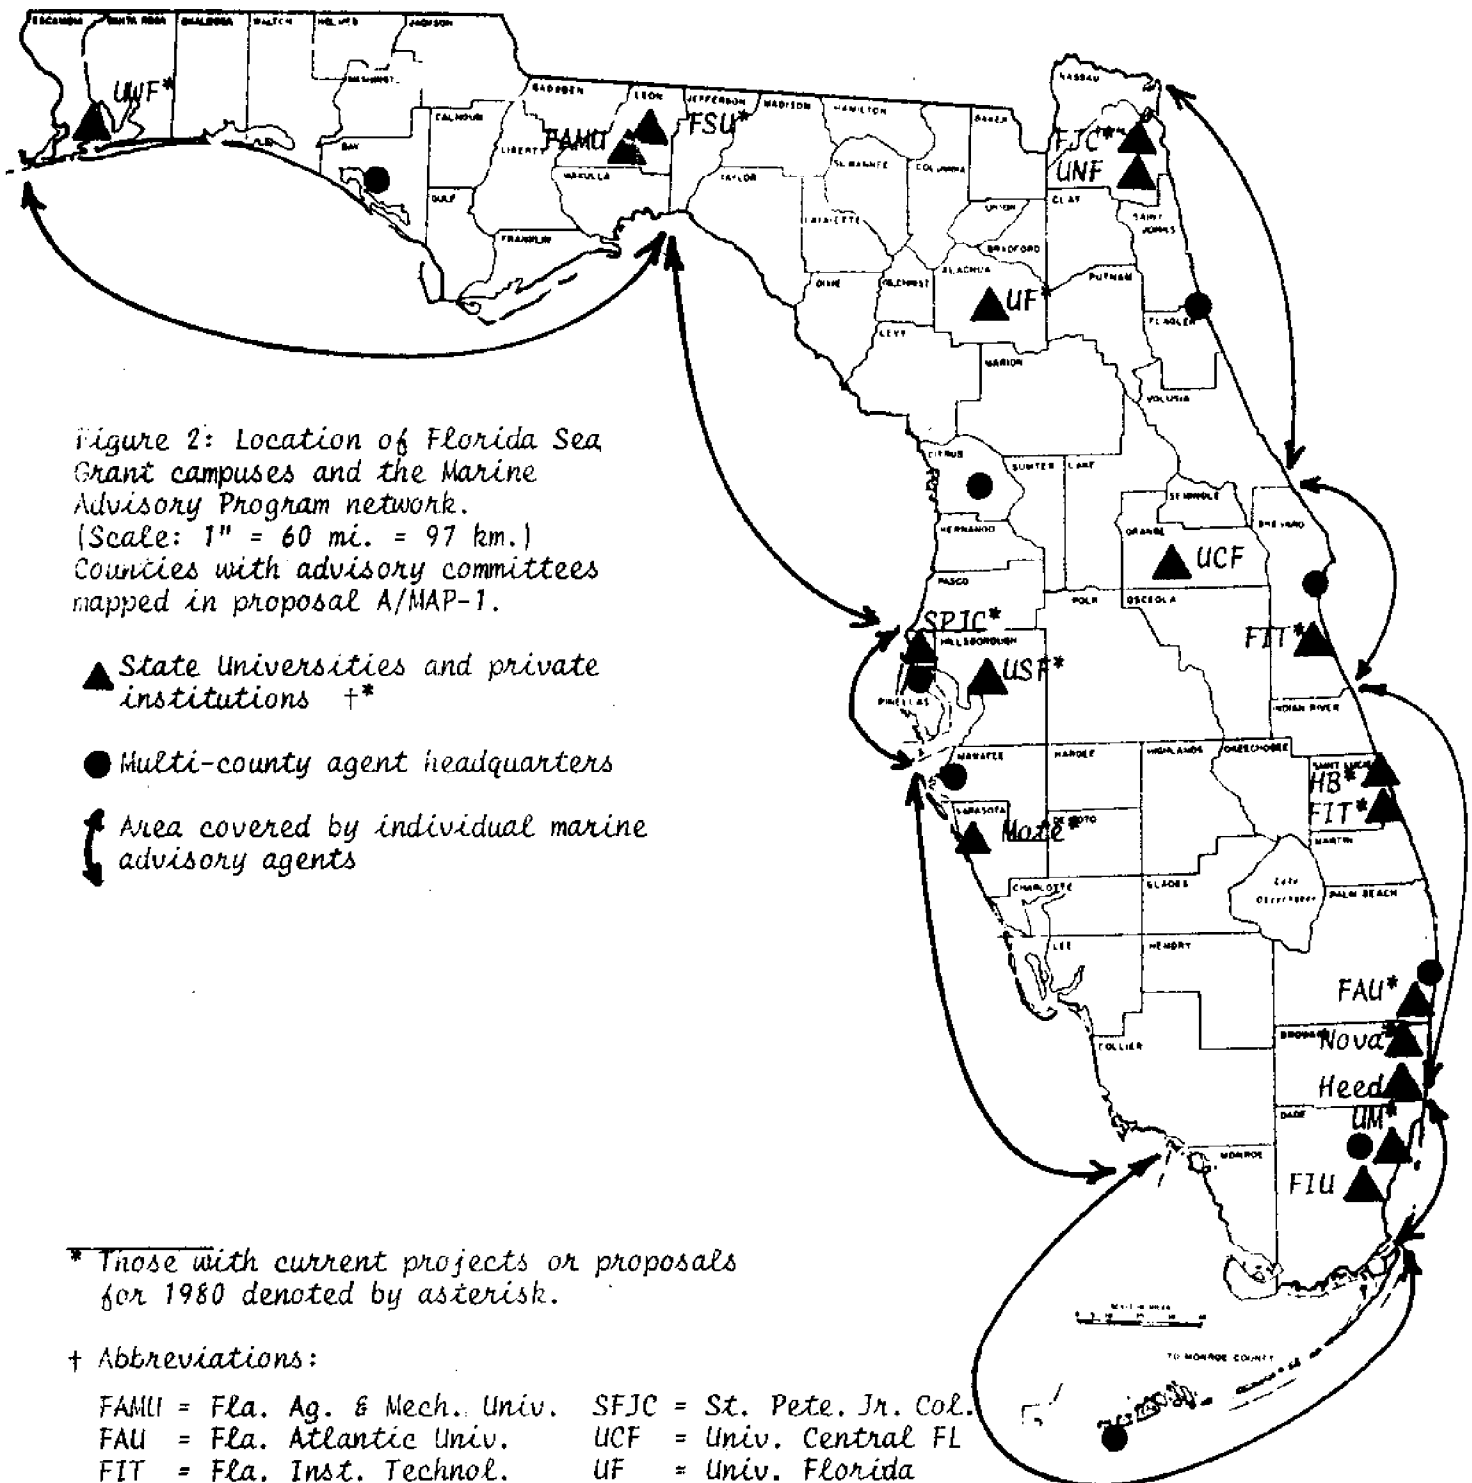 ESCAMBIA SANTA ROSA OKALOOSA WALTON HOLMES JACKSON
NASSAU
UWF*
GADSDEN LEON JEFFERSON MADISON HAMILTON
CALHOUN
FSU*
BAKER
FAMU
LIBERTY
FJC*
BAY
WAKULLA
TAYLOR
SUWANNEE
COLUMBIA
UNF
GULF
CLAY
UNION
SAINT
JOHNS
LAFAYETTE
FRANKLIN
BRADFORD
DIXIE
GILCHRIST
ALACHUA
PUTNAM
UF*
FLAGLER
LEVY
MARION
VOLUSIA
Figure 2: Location of Florida Sea
Grant campuses and the Marine
Advisory Program network.
(Scale: 1" = 60 mi. = 97 km.)
Counties with advisory committees
mapped in proposal A/MAP-1.
State Universities and private
institutions †*
Multi-county agent headquarters
Area covered by individual marine
advisory agents
CITRUS
SUMTER LAKE
SEMINOLE
HERNANDO
ORANGE
BREVARD
UCF
PASCO
POLK
OSCEOLA
SPJC*
HILLSBOROUGH
FIT*
USF*
PINELLAS
INDIAN RIVER
MANATEE
HARDEE
HIGHLANDS
OKEECHOBEE
SAINT LUCIE
HB*
SARASOTA
DE SOTO
FIT*
Mote*
MARTIN
CHARLOTTE
GLADES
Lake
Okeechobee
PALM BEACH
LEE
HENDRY
FAU*
COLLIER
BROWARD
Nova*
Heed
DADE
UM*
MONROE
FIU
SCALE IN MILES
TO MONROE COUNTY
* Those with current projects or proposals
for 1980 denoted by asterisk.
† Abbreviations:
FAMU = Fla. Ag. & Mech. Univ. SFJC = St. Pete. Jr. Col.
FAU = Fla. Atlantic Univ. UCF = Univ. Central FL
FIT = Fla. Inst. Technol. UF = Univ. Florida